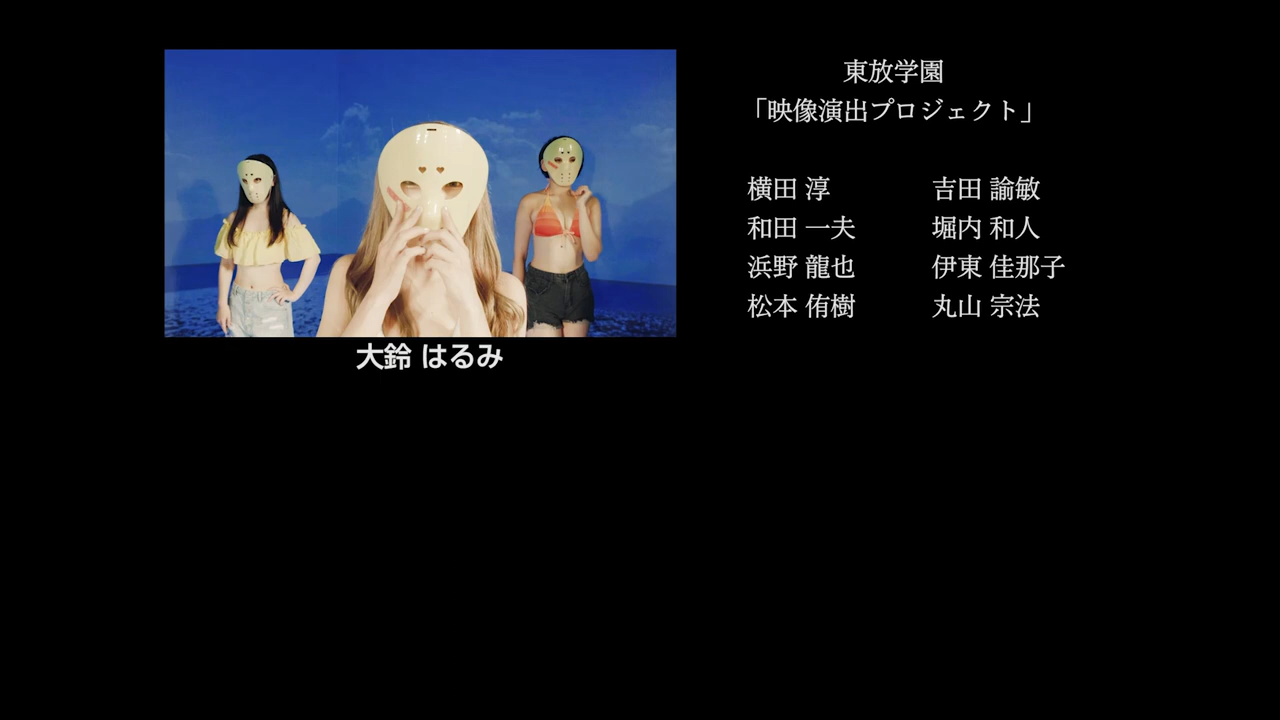 東放学園
「映像演出プロジェクト」
横田 淳 吉田 諭敏
和田 一夫 堀内 和人
浜野 龍也 伊東 佳那子
松本 侑樹 丸山 宗法
大鈴 はるみ